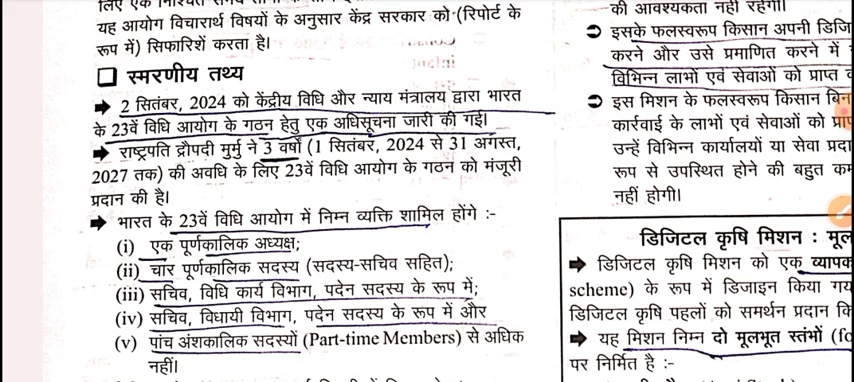 यह आयोग विचारार्थ विषयों के अनुसार केंद्र सरकार को (रिपोर्ट के
रूप में) सिफारिशें करता है।
स्मरणीय तथ्य
2 सितंबर, 2024 को केंद्रीय विधि और न्याय मंत्रालय द्वारा भारत
के 23वें विधि आयोग के गठन हेतु एक अधिसूचना जारी की गई।
राष्ट्रपति द्रौपदी मुर्मु ने 3 वर्षों (1 सितंबर, 2024 से 31 अगस्त,
2027 तक) की अवधि के लिए 23वें विधि आयोग के गठन को मंजूरी
प्रदान की है।
भारत के 23वें विधि आयोग में निम्न व्यक्ति शामिल होंगे :-
(i) एक पूर्णकालिक अध्यक्ष;
(ii) चार पूर्णकालिक सदस्य (सदस्य-सचिव सहित);
(iii) सचिव, विधि कार्य विभाग, पदेन सदस्य के रूप में;
(iv) सचिव, विधायी विभाग, पदेन सदस्य के रूप में और
(v) पांच अंशकालिक सदस्यों (Part-time Members) से अधिक
नहीं।
की आवश्यकता नहीं रहेगी।
इसके फलस्वरूप किसान अपनी
करने और उसे प्रमाणित करने में
विभिन्न लाभों एवं सेवाओं को प्राप्त
इस मिशन के फलस्वरूप किसान
कार्रवाई के लाभों एवं सेवाओं को
उन्हें विभिन्न कार्यालयों या सेवा
रूप से उपस्थित होने की बहुत
नहीं होगी।
डिजिटल कृषि मिशन :
डिजिटल कृषि मिशन को एक व्यापक
scheme) के रूप में डिजाइन किया
डिजिटल कृषि पहलों को समर्थन प्रदान
यह मिशन निम्न दो मूलभूत स्तंभों
पर निर्मित है :-